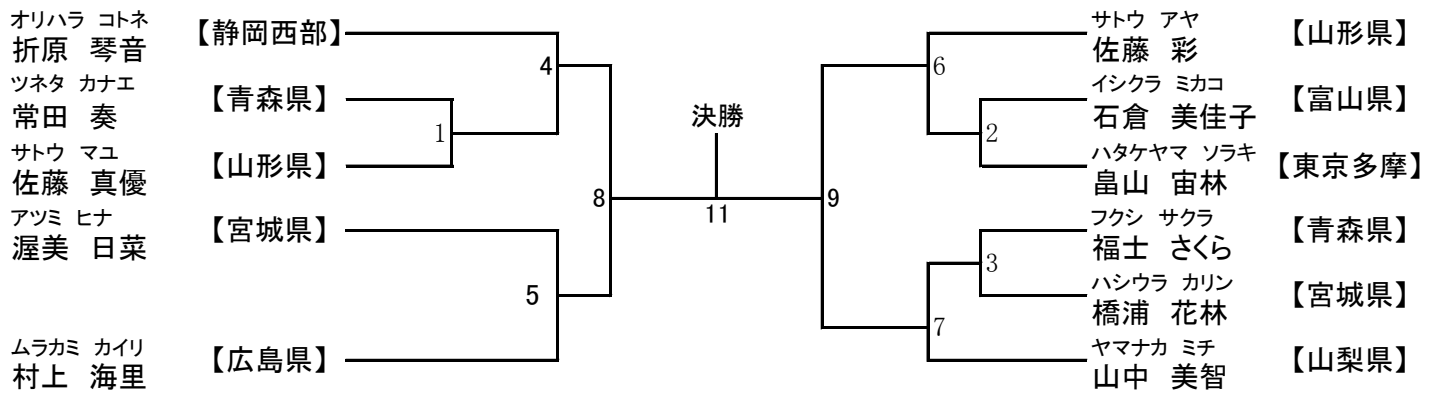 オリハラ コトネ
折原 琴音 【静岡西部】
ツネタ カナエ
常田 奏 【青森県】
サトウ マユ
佐藤 真優 【山形県】
アツミ ヒナ
渥美 日菜 【宮城県】
ムラカミ カイリ
村上 海里 【広島県】
4
1
8
5
決勝
11
9
6
2
3
7
サトウ アヤ
佐藤 彩 【山形県】
イシクラ ミカコ
石倉 美佳子 【富山県】
ハタケヤマ ソラキ
畠山 宙林 【東京多摩】
フクシ サクラ
福士 さくら 【青森県】
ハシウラ カリン
橋浦 花林 【宮城県】
ヤマナカ ミチ
山中 美智 【山梨県】